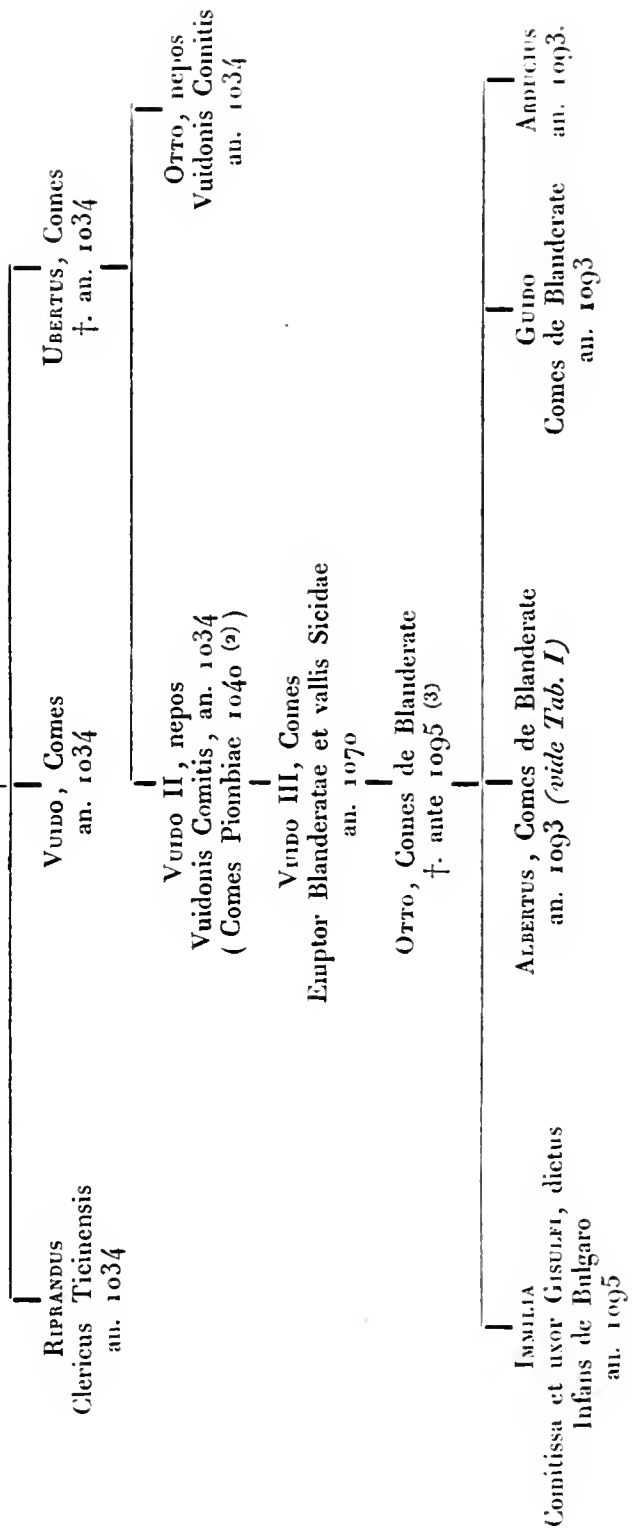 RIPRANDUS
Clericus Ticinensis
an. 1034
VUIDO, Comes
an. 1034
UBERTUS, Comes
†. an. 1034
VUIDO II, nepos
Vuidonis Comitis, an. 1034
(Comes Piombiae 1040 (2))
OTTO, nepos
Vuidonis Comitis
an. 1034
VUIDO III, Comes
Emptor Blanderatae et vallis Sicidae
an. 1070
OTTO, Comes de Blanderate
†. ante 1095 (3)
IMMILIA
Comitissa et uxor GISULFI, dictus
Infans de Bulgaro
an. 1095
ALBERTUS, Comes de Blanderate
an. 1093 (vide Tab. I)
GUIDO
Comes de Blanderate
an. 1093
ARDUCIUS
an. 1093.